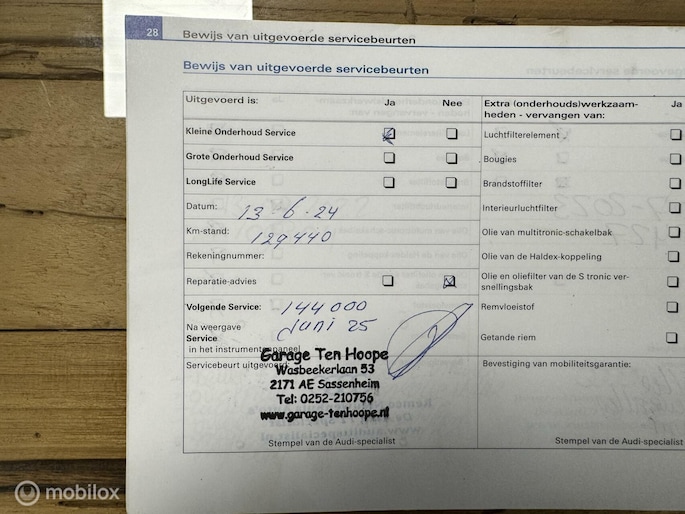 28 Bewijs van uitgevoerde servicebeurten
Bewijs van uitgevoerde servicebeurten
Uitgevoerd is: Ja Nee
Kleine Onderhoud Service
Grote Onderhoud Service
LongLife Service
Datum: 13-6-24
Km-stand: 129440
Rekeningnummer:
Reparatie-advies
Volgende Service: 144000
Na weergave Juni 25
Service
in het instrumentenpaneel
Servicebeurt uitgevoerd:
Garage Ten Hoope
Wasbeekerlaan 53
2171 AE Sassenheim
Tel: 0252-210756
www.garage-tenhoope.nl
Stempel van de Audi-specialist
Extra (onderhouds)werkzaam- Ja
heden - vervangen van:
Luchtfilterelement
Bougies
Brandstoffilter
Interieurluchtfilter
Olie van multitronic-schakelbak
Olie van de Haldex-koppeling
Olie en oliefilter van de S tronic ver-
snellingsbak
Remvloeistof
Getande riem
Bevestiging van mobiliteitsgarantie:
Stempel van de Audi-specialist
mobilox